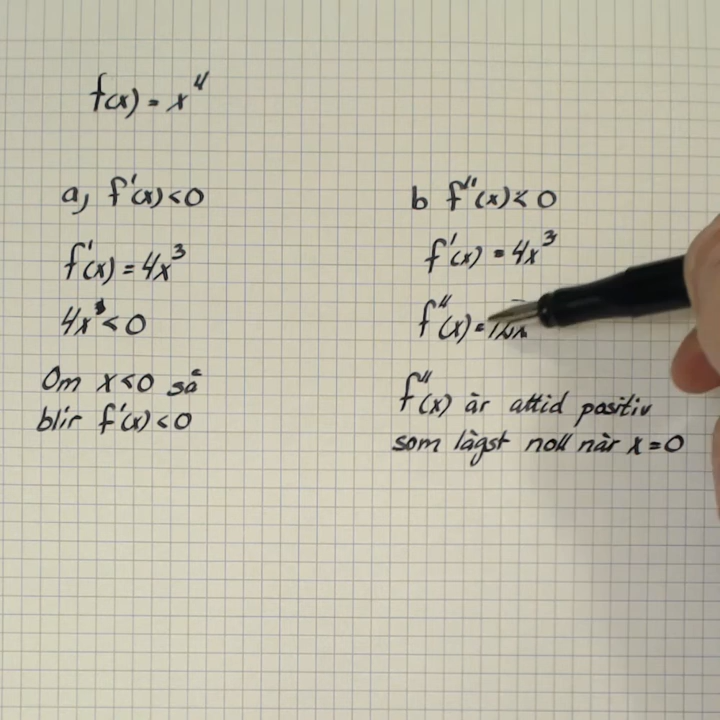 f(x) = x⁴
a) f'(x) < 0
f'(x) = 4x³
4x³ < 0
Om x < 0 så
blir f'(x) < 0
b f''(x) < 0
f'(x) = 4x³
f''(x) =
f''(x) är attid positiv
som lägst noll när x = 0